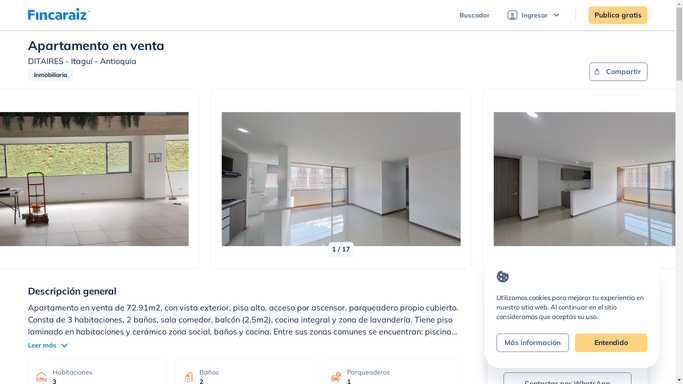 Fincaraiz
Buscador
Ingresar
Publica gratis
Apartamento en venta
DITAIRES - Itaguí - Antioquia
Inmobiliaria
Compartir
1 / 17
Descripción general
Apartamento en venta de 72.91m2, con vista exterior, piso alto, acceso por ascensor, parqueadero propio cubierto.
Consta de 3 habitaciones, 2 baños, sala comedor, balcón (2.5m2), cocina integral y zona de lavandería. Tiene piso
laminado en habitaciones y cerámico zona social, baños y cocina. Entre sus zonas comunes se encuentran: piscina...
Leer más
Habitaciones
3
Baños
2
Parqueaderos
1
Utilizamos cookies para mejorar tu experiencia en
nuestro sitio web. Al continuar en el sitio
consideramos que aceptas su uso.
Más información
Entendido
Contactar por WhatsApp